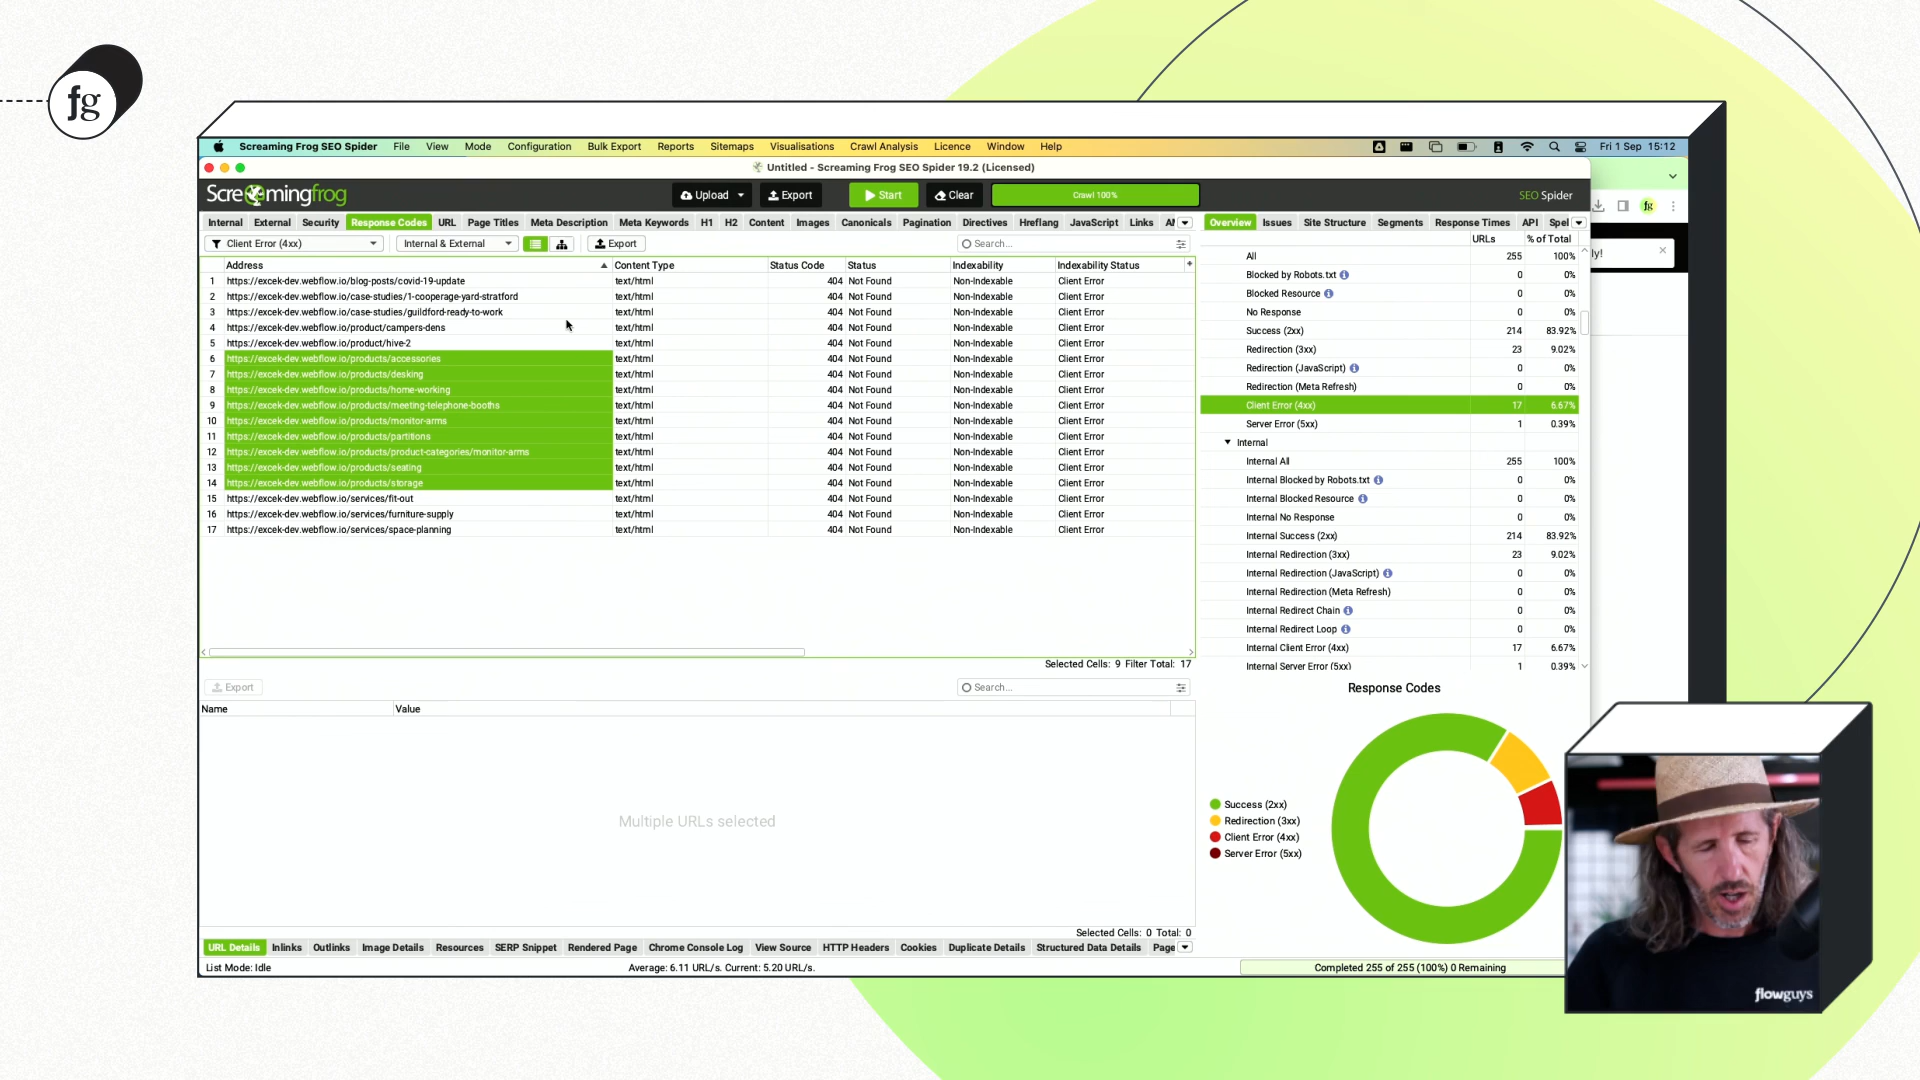 fg
Screaming Frog SEO Spider File View Mode Configuration Bulk Export Reports Sitemaps Visualisations Crawl Analysis Licence Window Help Fri 1 Sep 15:12
Untitled - Screaming Frog SEO Spider 19.2 (Licensed)
Screamingfrog Upload Export Start Clear Crawl 100% SEO Spider
fg
Internal External Security Response Codes URL Page Titles Meta Description Meta Keywords H1 H2 Content Images Canonicals Pagination Directives Hreflang JavaScript Links
Overview Issues Site Structure Segments Response Times API Spel
Client Error (4xx) Internal & External Export Search...
ly!
Address Content Type Status Code Status Indexability Indexability Status
1 https://excek-dev.webflow.io/blog-posts/covid-19-update text/html 404 Not Found Non-Indexable Client Error
2 https://excek-dev.webflow.io/case-studies/1-cooperage-yard-stratford text/html 404 Not Found Non-Indexable Client Error
3 https://excek-dev.webflow.io/case-studies/guildford-ready-to-work text/html 404 Not Found Non-Indexable Client Error
4 https://excek-dev.webflow.io/product/campers-dens text/html 404 Not Found Non-Indexable Client Error
5 https://excek-dev.webflow.io/product/hive-2 text/html 404 Not Found Non-Indexable Client Error
6 https://excek-dev.webflow.io/products/accessories text/html 404 Not Found Non-Indexable Client Error
7 https://excek-dev.webflow.io/products/desking text/html 404 Not Found Non-Indexable Client Error
8 https://excek-dev.webflow.io/products/home-working text/html 404 Not Found Non-Indexable Client Error
9 https://excek-dev.webflow.io/products/meeting-telephone-booths text/html 404 Not Found Non-Indexable Client Error
10 https://excek-dev.webflow.io/products/monitor-arms text/html 404 Not Found Non-Indexable Client Error
11 https://excek-dev.webflow.io/products/partitions text/html 404 Not Found Non-Indexable Client Error
12 https://excek-dev.webflow.io/products/product-categories/monitor-arms text/html 404 Not Found Non-Indexable Client Error
13 https://excek-dev.webflow.io/products/seating text/html 404 Not Found Non-Indexable Client Error
14 https://excek-dev.webflow.io/products/storage text/html 404 Not Found Non-Indexable Client Error
15 https://excek-dev.webflow.io/services/fit-out text/html 404 Not Found Non-Indexable Client Error
16 https://excek-dev.webflow.io/services/furniture-supply text/html 404 Not Found Non-Indexable Client Error
17 https://excek-dev.webflow.io/services/space-planning text/html 404 Not Found Non-Indexable Client Error
Selected Cells: 9 Filter Total: 17
URLs % of Total
All 255 100%
Blocked by Robots.txt 0 0%
Blocked Resource 0 0%
No Response 0 0%
Success (2xx) 214 83.92%
Redirection (3xx) 23 9.02%
Redirection (JavaScript) 0 0%
Redirection (Meta Refresh) 0 0%
Client Error (4xx) 17 6.67%
Server Error (5xx) 1 0.39%
Internal
Internal All 255 100%
Internal Blocked by Robots.txt 0 0%
Internal Blocked Resource 0 0%
Internal No Response 0 0%
Internal Success (2xx) 214 83.92%
Internal Redirection (3xx) 23 9.02%
Internal Redirection (JavaScript) 0 0%
Internal Redirection (Meta Refresh) 0 0%
Internal Redirect Chain 0 0%
Internal Redirect Loop 0 0%
Internal Client Error (4xx) 17 6.67%
Internal Server Error (5xx) 1 0.39%
Export Search...
Name Value
Multiple URLs selected
Selected Cells: 0 Total: 0
Response Codes
Success (2xx)
Redirection (3xx)
Client Error (4xx)
Server Error (5xx)
URL Details Inlinks Outlinks Image Details Resources SERP Snippet Rendered Page Chrome Console Log View Source HTTP Headers Cookies Duplicate Details Structured Data Details Page
List Mode: Idle Average: 6.11 URL/s. Current: 5.20 URL/s. Completed 255 of 255 (100%) 0 Remaining
flowguys